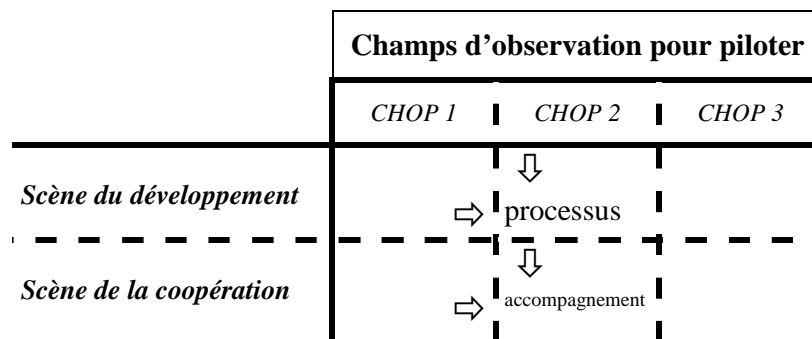 Champs d’observation pour piloter
CHOP 1 CHOP 2 CHOP 3
Scène du développement
processus
Scène de la coopération
accompagnement